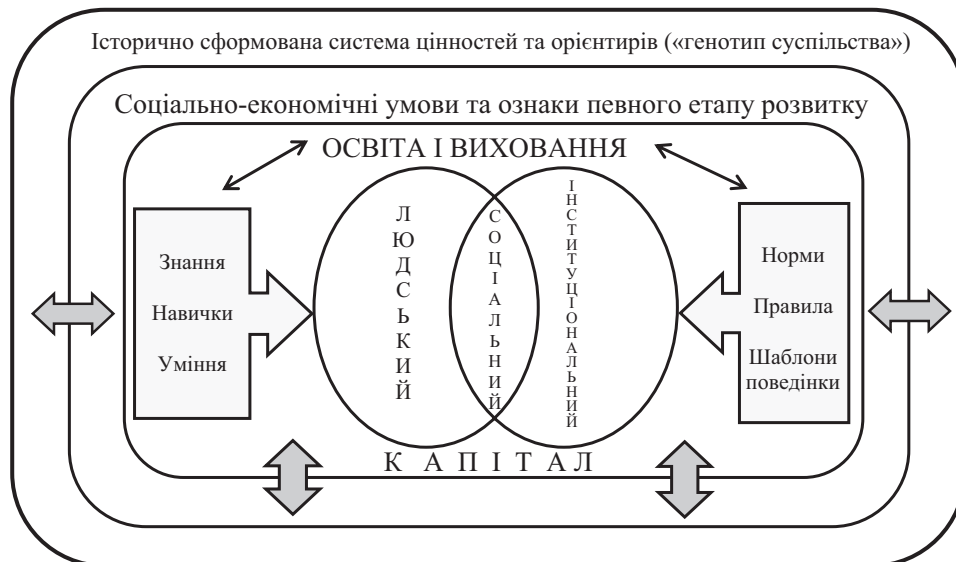 Історично сформована система цінностей та орієнтирів («генотип суспільства»)
Соціально-економічні умови та ознаки певного етапу розвитку
ОСВІТА І ВИХОВАННЯ
Знання
Навички
Уміння
ЛЮДСЬКИЙ
СОЦІАЛЬНИЙ
ІНСТИТУЦІОНАЛЬНИЙ
Норми
Правила
Шаблони
поведінки
КАПІТАЛ